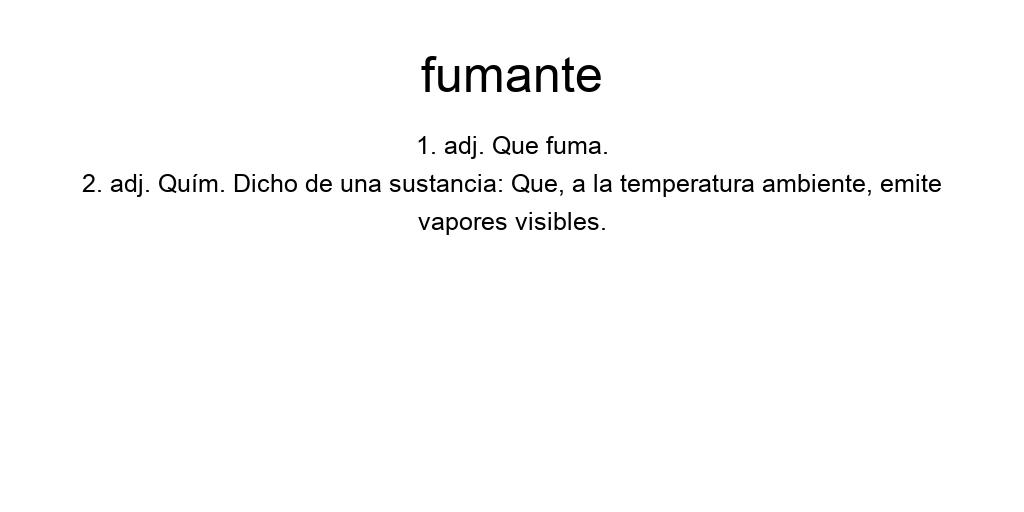 fumante
1. adj. Que fuma.
2. adj. Quím. Dicho de una sustancia: Que, a la temperatura ambiente, emite
vapores visibles.